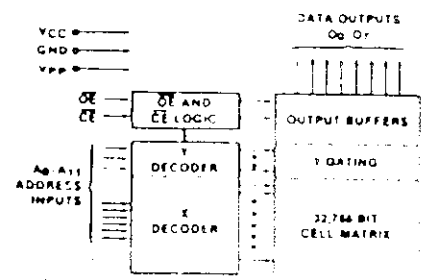 VCC
GND
VPP
DATA OUTPUTS
O0-O7
OE
CE
OE AND
CE LOGIC
OUTPUT BUFFERS
A0-A11
ADDRESS
INPUTS
Y
DECODER
Y GATING
X
DECODER
32,768 BIT
CELL MATRIX